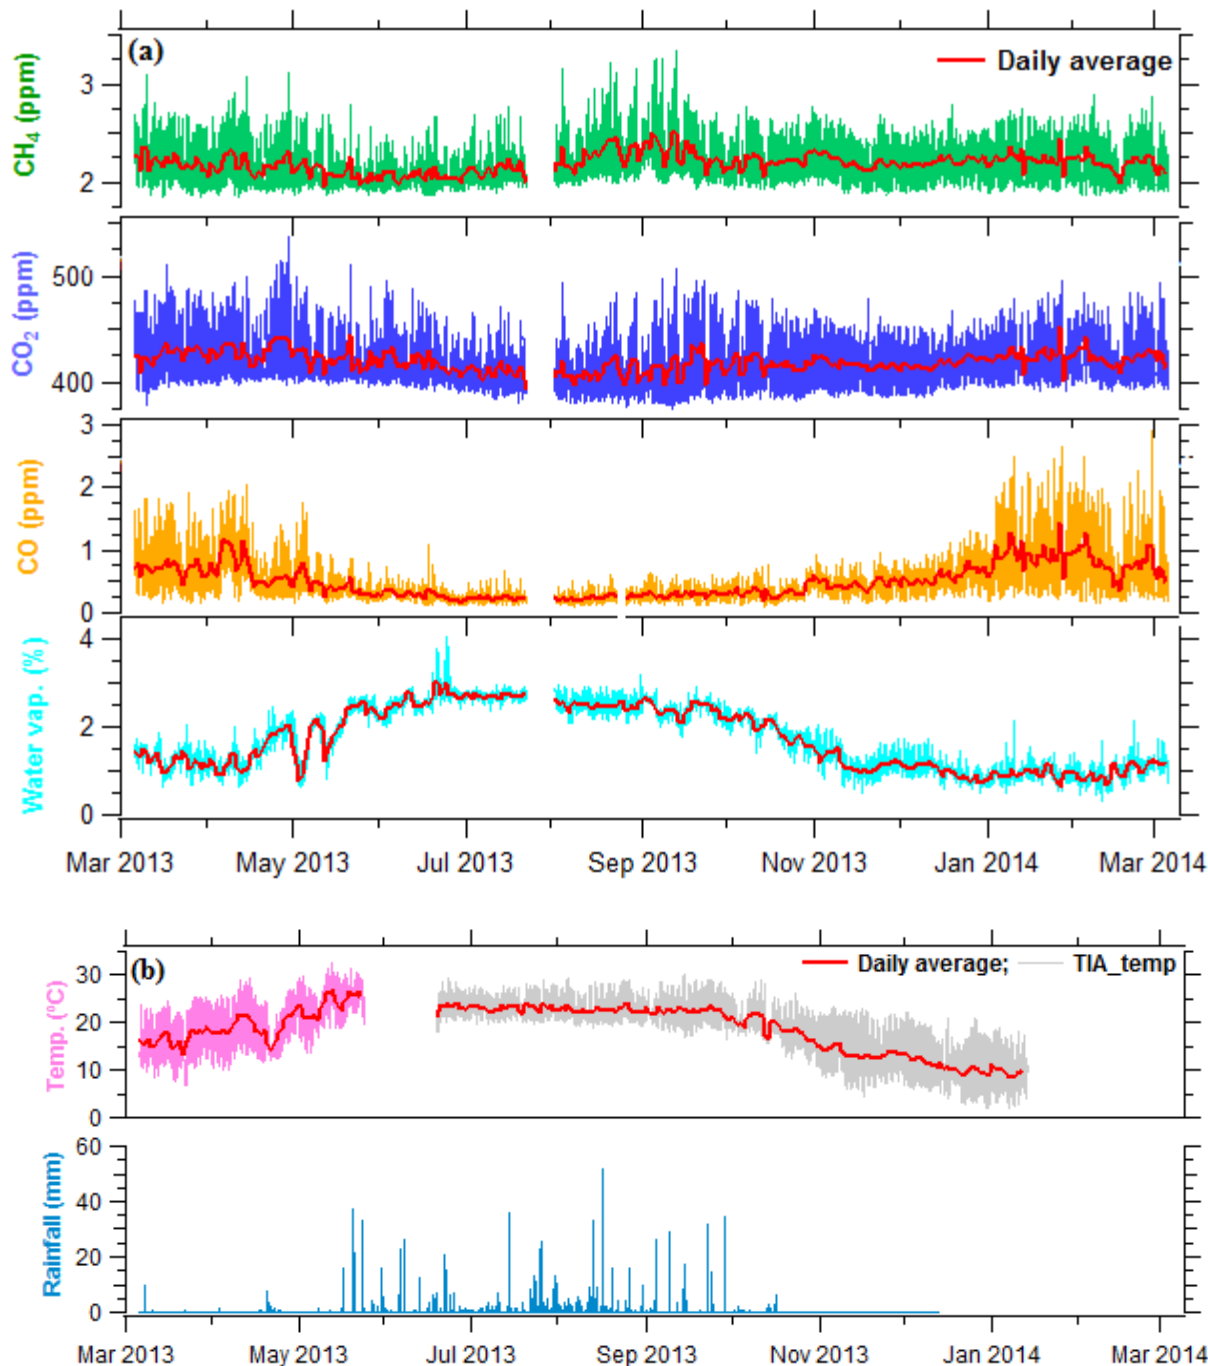 (a)
Daily average
CH4 (ppm)
3
2
CO2 (ppm)
500
400
CO (ppm)
3
2
1
0
Water vap. (%)
4
2
0
Mar 2013 May 2013 Jul 2013 Sep 2013 Nov 2013 Jan 2014 Mar 2014
(b)
Daily average; TIA_temp
Temp. (ºC)
30
20
10
0
Rainfall (mm)
60
40
20
0
Mar 2013 May 2013 Jul 2013 Sep 2013 Nov 2013 Jan 2014 Mar 2014